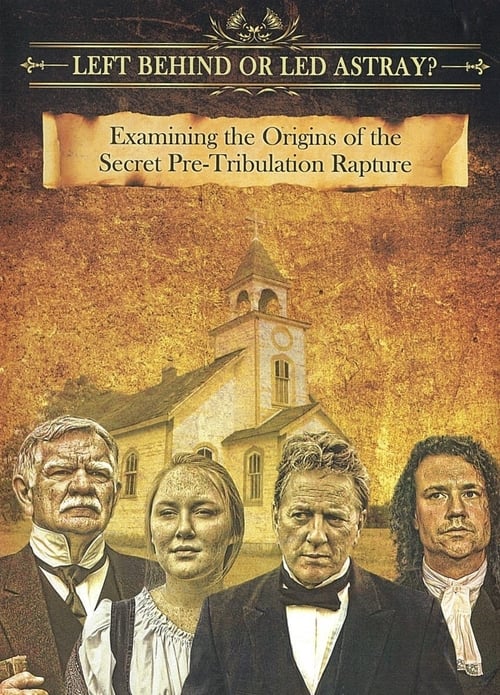 LEFT BEHIND OR LED ASTRAY?
Examining the Origins of the
Secret Pre-Tribulation Rapture